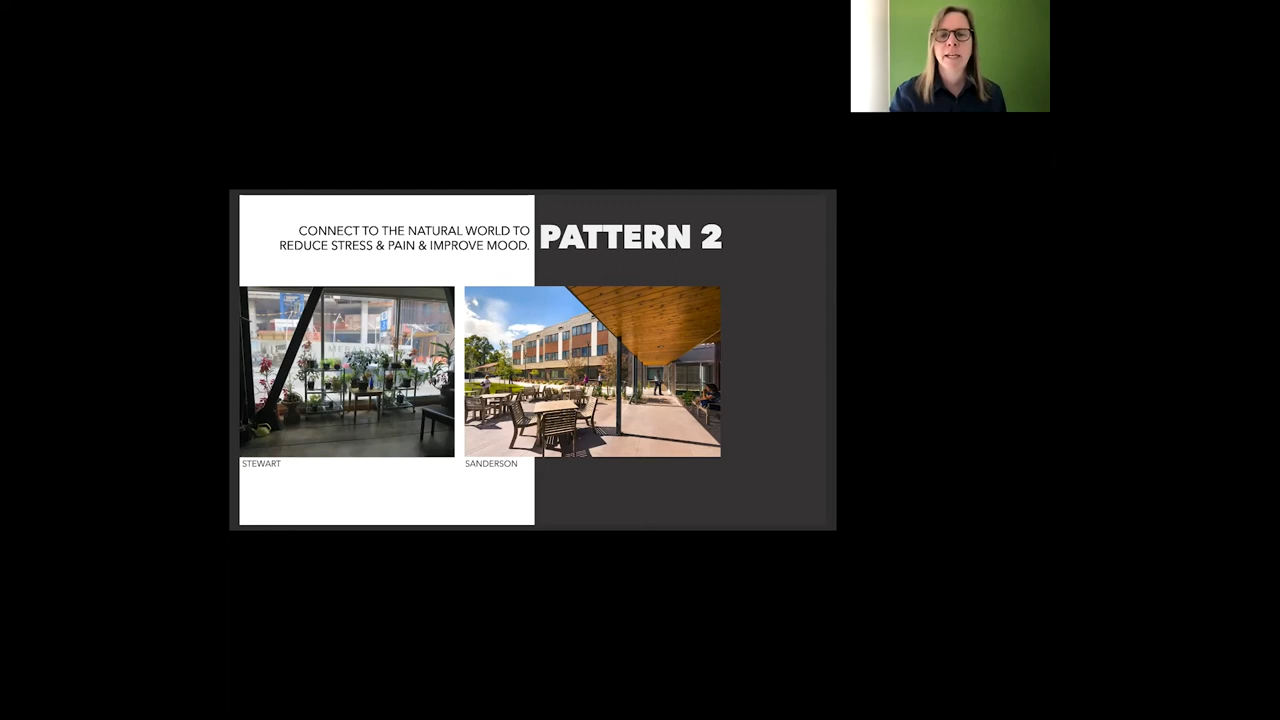 CONNECT TO THE NATURAL WORLD TO
REDUCE STRESS & PAIN & IMPROVE MOOD.
PATTERN 2
STEWART
SANDERSON